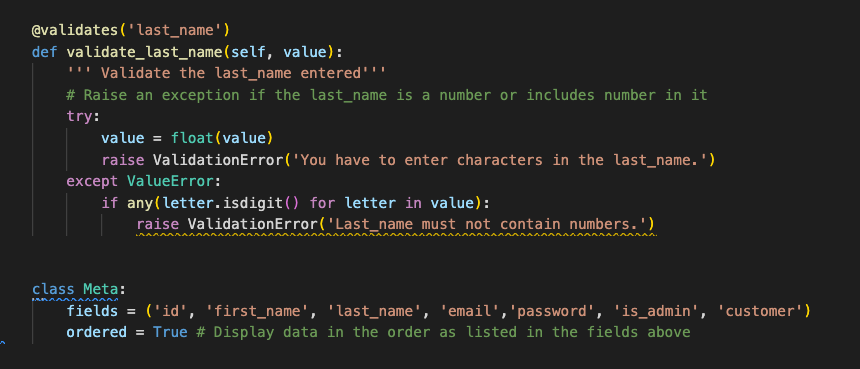 @validates('last_name')
def validate_last_name(self, value):
''' Validate the last_name entered'''
# Raise an exception if the last_name is a number or includes number in it
try:
value = float(value)
raise ValidationError('You have to enter characters in the last_name.')
except ValueError:
if any(letter.isdigit() for letter in value):
raise ValidationError('Last_name must not contain numbers.')
class Meta:
fields = ('id', 'first_name', 'last_name', 'email','password', 'is_admin', 'customer')
ordered = True # Display data in the order as listed in the fields above